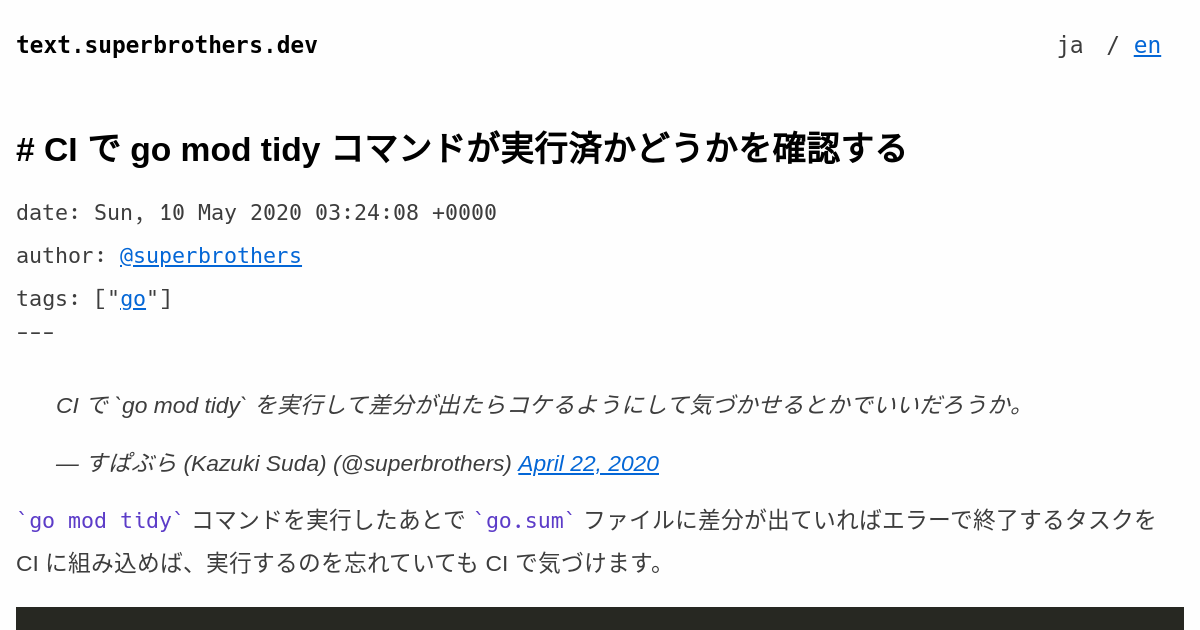 text.superbrothers.dev
ja / en
# CI で go mod tidy コマンドが実行済かどうかを確認する
date: Sun, 10 May 2020 03:24:08 +0000
author: @superbrothers
tags: ["go"]
---
CI で `go mod tidy` を実行して差分が出たらコケるようにして気づかせるとかでいいだろうか。
— すぱぶら (Kazuki Suda) (@superbrothers) April 22, 2020
`go mod tidy` コマンドを実行したあとで `go.sum` ファイルに差分が出ていればエラーで終了するタスクを
CI に組み込めば、実行するのを忘れていても CI で気づけます。